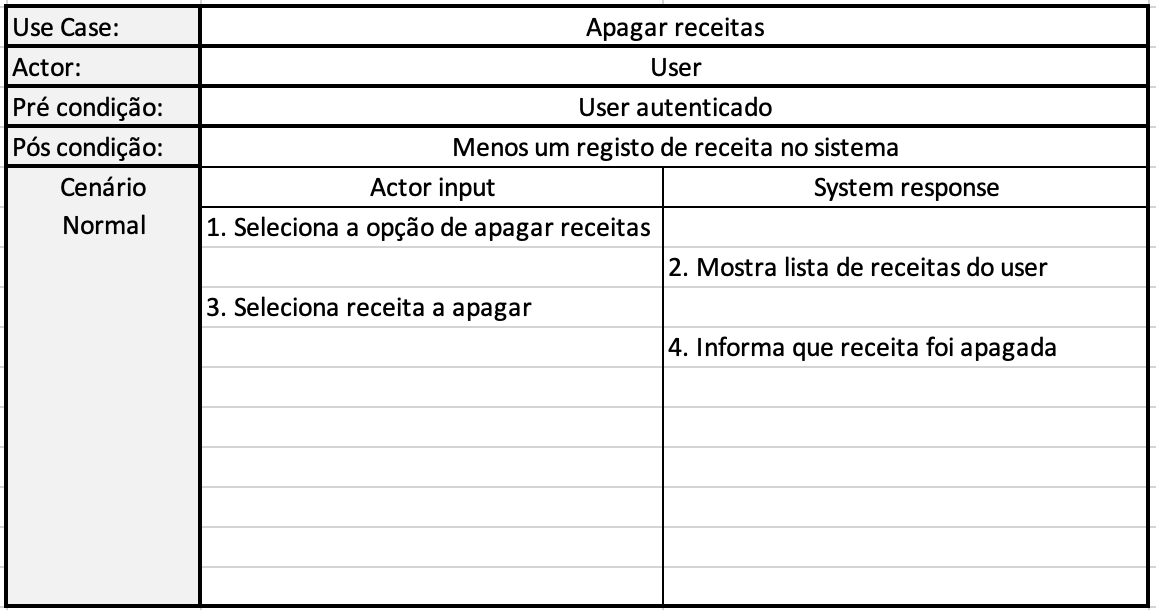 Use Case: Apagar receitas
Actor: User
Pré condição: User autenticado
Pós condição: Menos um registo de receita no sistema
Cenário Actor input System response
Normal 1. Seleciona a opção de apagar receitas
2. Mostra lista de receitas do user
3. Seleciona receita a apagar
4. Informa que receita foi apagada